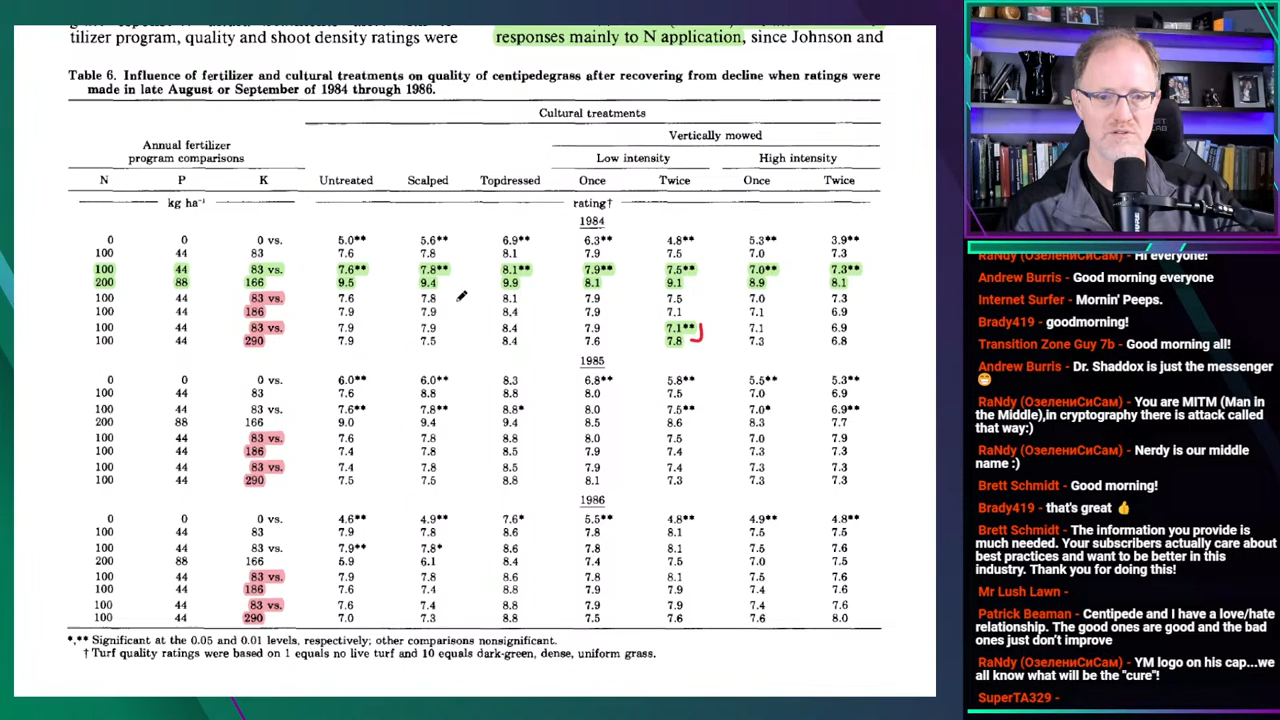 tilizer program, quality and shoot density ratings were
responses mainly to N application, since Johnson and
Table 6. Influence of fertilizer and cultural treatments on quality of centipedegrass after recovering from decline when ratings were
made in late August or September of 1984 through 1986.
Cultural treatments
Vertically mowed
Annual fertilizer
program comparisons
Low intensity High intensity
N P K Untreated Scalped Topdressed Once Twice Once Twice
kg ha⁻¹ rating†
1984
0 0 0 vs. 5.0** 5.6** 6.9** 6.3** 4.8** 5.3** 3.9**
100 44 83 7.6 7.8 8.1 7.9 7.5 7.0 7.3
100 44 83 vs. 7.6** 7.8** 8.1** 7.9** 7.5** 7.0** 7.3**
200 88 166 9.5 9.4 9.9 8.1 9.1 8.9 8.1
100 44 83 vs. 7.6 7.8 8.1 7.9 7.5 7.0 7.3
100 44 186 7.9 7.9 8.4 7.9 7.1 7.1 6.9
100 44 83 vs. 7.9 7.9 8.4 7.9 7.1** 7.1 6.9
100 44 290 7.9 7.5 8.4 7.6 7.8 7.3 6.8
1985
0 0 0 vs. 6.0** 6.0** 8.3 6.8** 5.8** 5.5** 5.3**
100 44 83 7.6 8.8 8.8 8.0 7.5 7.0 6.9
100 44 83 vs. 7.6** 7.8** 8.8* 8.0 7.5** 7.0* 6.9**
200 88 166 9.0 9.4 9.4 8.5 8.6 8.3 7.7
100 44 83 vs. 7.6 7.8 8.8 8.0 7.5 7.0 7.9
100 44 186 7.4 7.8 8.5 7.9 7.4 7.3 7.3
100 44 83 vs. 7.4 7.8 8.5 7.9 7.4 7.3 7.3
100 44 290 7.5 7.5 8.8 8.1 7.3 7.3 7.3
1986
0 0 0 vs. 4.6** 4.9** 7.6* 5.5** 4.8** 4.9** 4.8**
100 44 83 7.9 7.8 8.6 7.8 8.1 7.5 7.5
100 44 83 vs. 7.9** 7.8* 8.6 7.8 8.1 7.5 7.6
200 88 166 5.9 6.1 8.4 7.4 7.5 7.0 7.5
100 44 83 vs. 7.9 7.8 8.6 7.8 8.1 7.5 7.6
100 44 186 7.6 7.4 8.8 7.9 7.9 7.4 7.6
100 44 83 vs. 7.6 7.4 8.8 7.9 7.9 7.4 7.6
100 44 290 7.0 7.3 8.8 7.5 7.6 7.6 8.0
*,** Significant at the 0.05 and 0.01 levels, respectively; other comparisons nonsignificant.
† Turf quality ratings were based on 1 equals no live turf and 10 equals dark-green, dense, uniform grass.
RaNdy (ОзелениСиСам) - Hi everyone!
Andrew Burris - Good morning everyone
Internet Surfer - Mornin' Peeps.
Brady419 - goodmorning!
Transition Zone Guy 7b - Good morning all!
Andrew Burris - Dr. Shaddox is just the messenger
😁
RaNdy (ОзелениСиСам) - You are MITM (Man in
the Middle),in cryptography there is attack called
that way:)
RaNdy (ОзелениСиСам) - Nerdy is our middle
name :)
Brett Schmidt - Good morning!
Brady419 - that's great 👍
Brett Schmidt - The information you provide is
much needed. Your subscribers actually care about
best practices and want to be better in this
industry. Thank you for doing this!
Mr Lush Lawn -
Patrick Beaman - Centipede and I have a love/hate
relationship. The good ones are good and the bad
ones just don't improve
RaNdy (ОзелениСиСам) - YM logo on his cap...we
all know what will be the "cure"!
SuperTA329 -